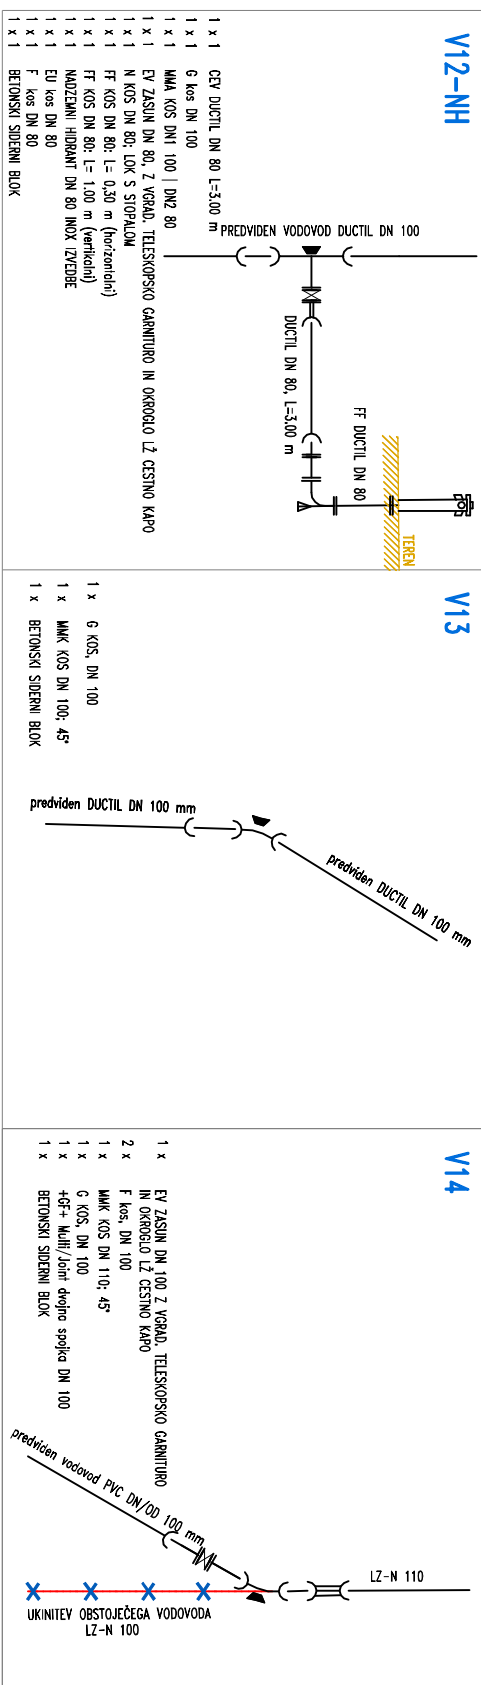 V12-NH
1 x 1 CEV DUCTIL DN 80 L=3.00 m
1 x 1 G kos DN 100
1 x 1 MMA KOS DN1 100 | DN2 80
1 x 1 EV ZASUN DN 80, Z VGRAD. TELESKOPSKO GARNITURO IN OKROGLO LŽ CESTNO KAPO
1 x 1 N KOS DN 80; LOK S STOPALOM
1 x 1 FF KOS DN 80: L= 0,30 m (horizontalni)
1 x 1 FF KOS DN 80: L= 1.00 m (vertikalni)
1 x 1 NADZEMNI HIDRANT DN 80 INOX IZVEDBE
1 x 1 EU kos DN 80
1 x 1 F kos DN 80
1 x 1 BETONSKI SIDERNI BLOK
PREDVIDEN VODOVOD DUCTIL DN 100
DUCTIL DN 80, L=3.00 m
FF DUCTIL DN 80
TEREN
V13
1 x G KOS, DN 100
1 x MMK KOS DN 100; 45°
1 x BETONSKI SIDERNI BLOK
predviden DUCTIL DN 100 mm
predviden DUCTIL DN 100 mm
V14
1 x EV ZASUN DN 100 Z VGRAD. TELESKOPSKO GARNITURO
IN OKROGLO LŽ CESTNO KAPO
2 x F kos, DN 100
1 x MMK KOS DN 110; 45°
1 x G KOS, DN 100
1 x +GF+ Multi/Joint dvojna spojka DN 100
1 x BETONSKI SIDERNI BLOK
predviden vodovod PVC DN/OD 100 mm
LZ-N 110
UKINITEV OBSTOJEČEGA VODOVODA
LZ-N 100